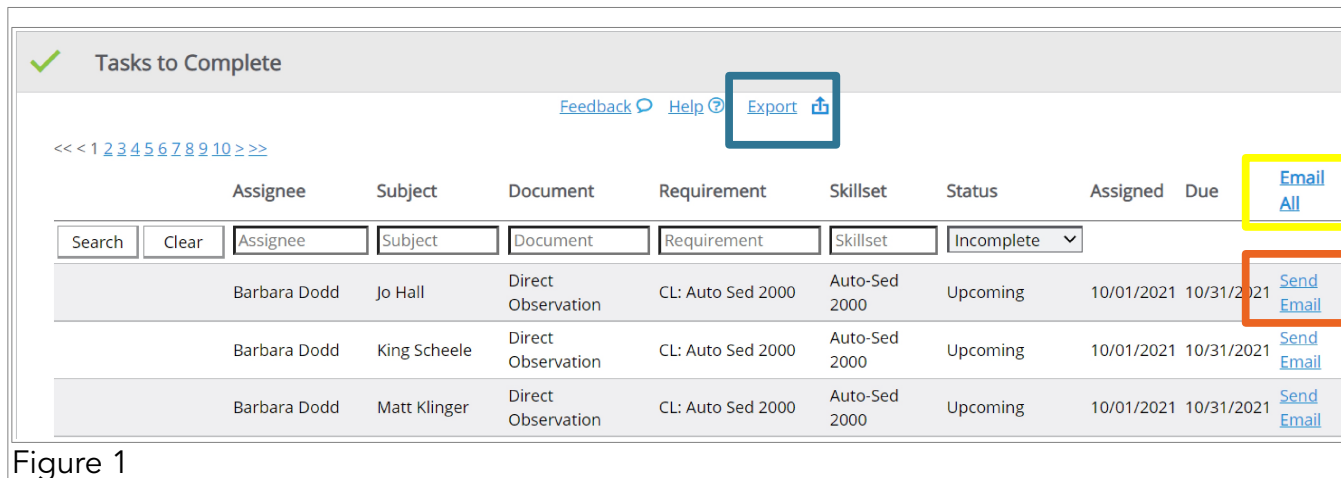 Tasks to Complete
Feedback Help Export
<< < 1 2 3 4 5 6 7 8 9 10 > >>
Assignee Subject Document Requirement Skillset Status Assigned Due Email All
Search Clear Assignee Subject Document Requirement Skillset Incomplete
Barbara Dodd Jo Hall Direct Observation CL: Auto Sed 2000 Auto-Sed 2000 Upcoming 10/01/2021 10/31/2021 Send Email
Barbara Dodd King Scheele Direct Observation CL: Auto Sed 2000 Auto-Sed 2000 Upcoming 10/01/2021 10/31/2021 Send Email
Barbara Dodd Matt Klinger Direct Observation CL: Auto Sed 2000 Auto-Sed 2000 Upcoming 10/01/2021 10/31/2021 Send Email
Figure 1